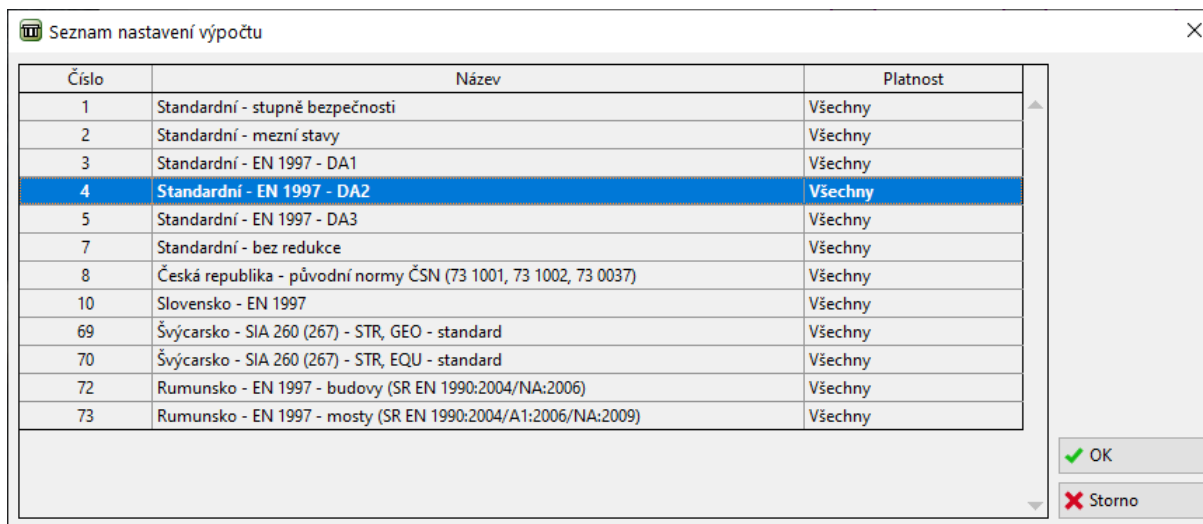 Seznam nastavení výpočtu
Číslo Název Platnost
1 Standardní - stupně bezpečnosti Všechny
2 Standardní - mezní stavy Všechny
3 Standardní - EN 1997 - DA1 Všechny
4 Standardní - EN 1997 - DA2 Všechny
5 Standardní - EN 1997 - DA3 Všechny
7 Standardní - bez redukce Všechny
8 Česká republika - původní normy ČSN (73 1001, 73 1002, 73 0037) Všechny
10 Slovensko - EN 1997 Všechny
69 Švýcarsko - SIA 260 (267) - STR, GEO - standard Všechny
70 Švýcarsko - SIA 260 (267) - STR, EQU - standard Všechny
72 Rumunsko - EN 1997 - budovy (SR EN 1990:2004/NA:2006) Všechny
73 Rumunsko - EN 1997 - mosty (SR EN 1990:2004/A1:2006/NA:2009) Všechny
OK
Storno